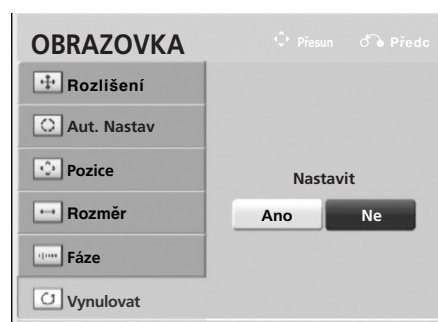 OBRAZOVKA
Přesun Předc
Rozlišení
Aut. Nastav
Pozice
Rozměr
Fáze
Vynulovat
Nastavit
Ano Ne